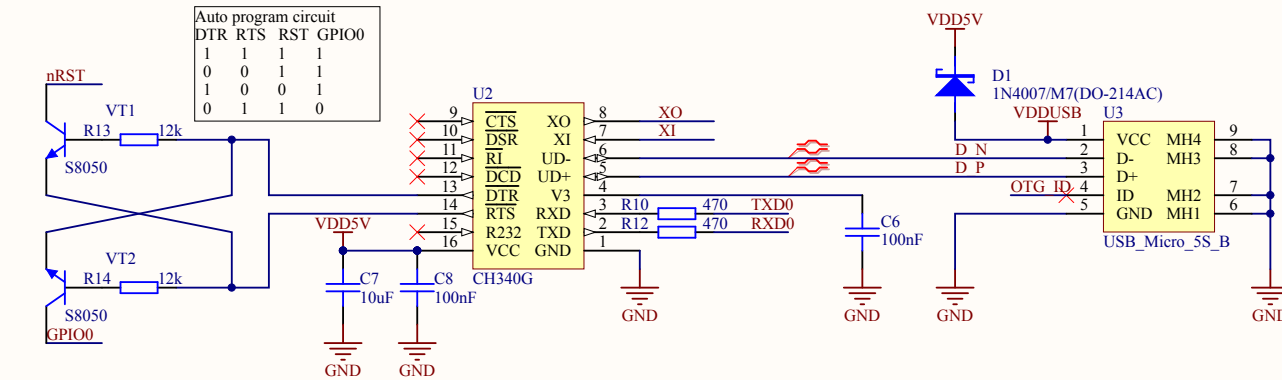 Auto program circuit
DTR RTS RST GPIO0
1 1 1 1
0 0 1 1
1 0 0 1
0 1 1 0
nRST
VT1
R13 12k
S8050
VT2
R14 12k
S8050
GPIO0
U2
9 CTS XO 8 XO
10 DSR XI 7 XI
11 RI UD- 6 D_N
12 DCD UD+ 5 D_P
13 DTR V3 4
14 RTS RXD 3 R10 470 TXD0
15 R232 TXD 2 R12 470 RXD0
16 VCC GND 1
CH340G
VDD5V
C7
10uF
GND
C8
100nF
GND
GND
C6
100nF
GND
VDD5V
D1
1N4007/M7(DO-214AC)
VDDUSB
U3
1 VCC MH4 9
2 D- MH3 8
3 D+
OTG_ID 4 ID MH2 7
5 GND MH1 6
USB_Micro_5S_B
GND
GND